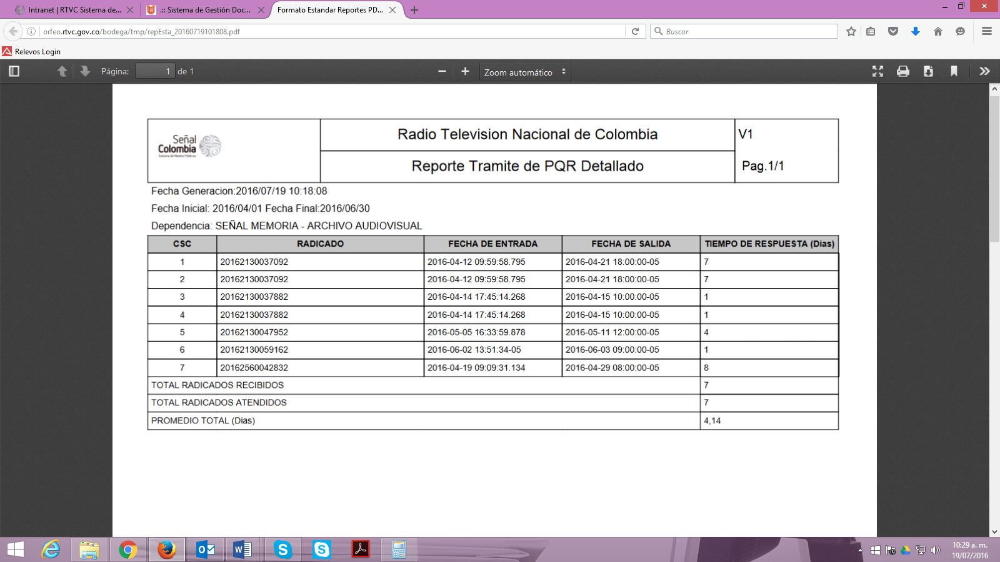 Intranet | RTVC Sistema de...
.:: Sistema de Gestión Doc...
Formato Estandar Reportes PD...
orfeo.rtvc.gov.co/bodega/tmp/repEsta_20160719101808.pdf
Buscar
Relevos Login
Página: 1 de 1
Zoom automático
Señal
Colombia
Sistema de Medios Públicos
Radio Television Nacional de Colombia
V1
Reporte Tramite de PQR Detallado
Pag.1/1
Fecha Generacion:2016/07/19 10:18:08
Fecha Inicial: 2016/04/01 Fecha Final:2016/06/30
Dependencia: SEÑAL MEMORIA - ARCHIVO AUDIOVISUAL
CSC RADICADO FECHA DE ENTRADA FECHA DE SALIDA TIEMPO DE RESPUESTA (Dias)
1 20162130037092 2016-04-12 09:59:58.795 2016-04-21 18:00:00-05 7
2 20162130037092 2016-04-12 09:59:58.795 2016-04-21 18:00:00-05 7
3 20162130037882 2016-04-14 17:45:14.268 2016-04-15 10:00:00-05 1
4 20162130037882 2016-04-14 17:45:14.268 2016-04-15 10:00:00-05 1
5 20162130047952 2016-05-05 16:33:59.878 2016-05-11 12:00:00-05 4
6 20162130059162 2016-06-02 13:51:34-05 2016-06-03 09:00:00-05 1
7 20162560042832 2016-04-19 09:09:31.134 2016-04-29 08:00:00-05 8
TOTAL RADICADOS RECIBIDOS 7
TOTAL RADICADOS ATENDIDOS 7
PROMEDIO TOTAL (Dias) 4,14
10:29 a. m.
19/07/2016